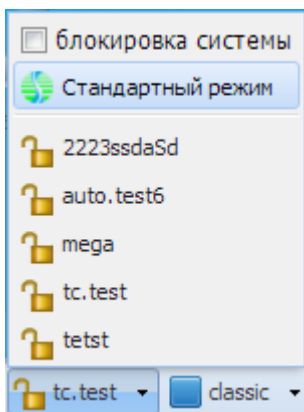 блокировка системы
Стандартный режим
2223ssdaSd
auto.test6
mega
tc.test
tetst
tc.test classic